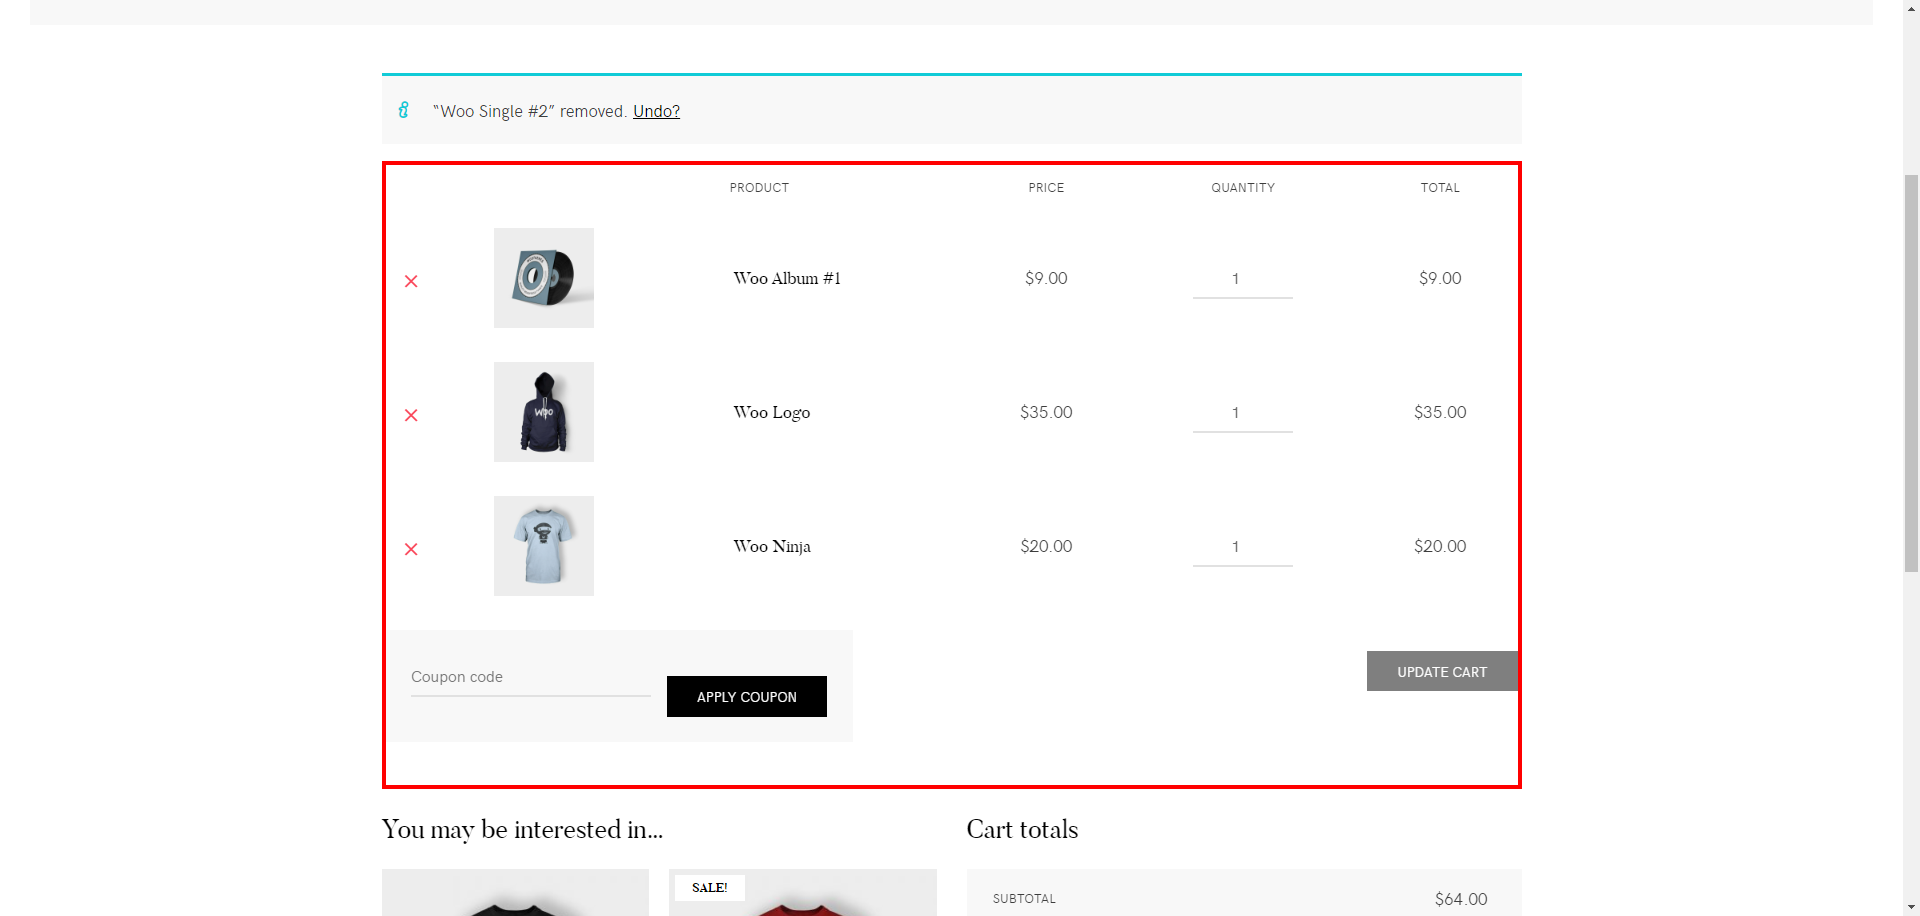 “Woo Single #2” removed. Undo?
PRODUCT PRICE QUANTITY TOTAL
Woo Album #1 $9.00 1 $9.00
WOO
Woo Logo $35.00 1 $35.00
Woo Ninja $20.00 1 $20.00
Coupon code
APPLY COUPON
UPDATE CART
You may be interested in…
Cart totals
SALE!
SUBTOTAL $64.00